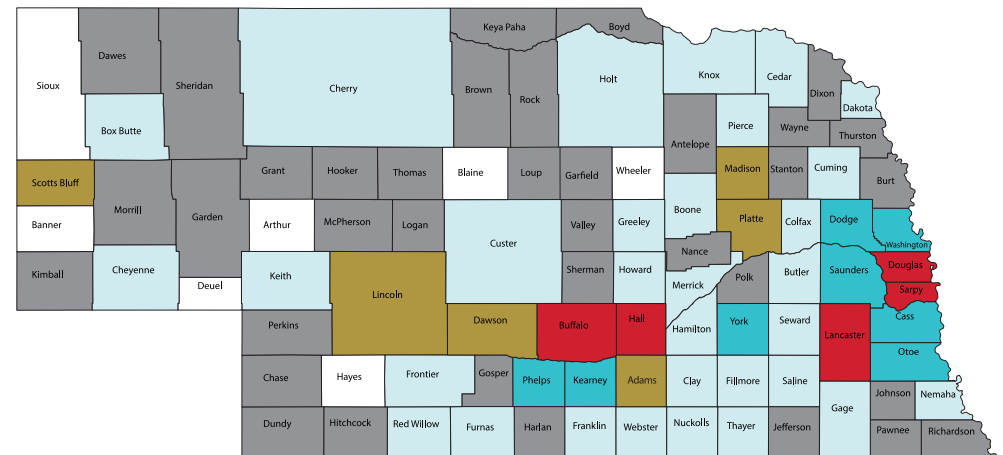 Keya Paha
Boyd
Dawes
Sioux
Sheridan
Cherry
Brown
Rock
Holt
Knox
Cedar
Dixon
Dakota
Box Butte
Pierce
Wayne
Thurston
Antelope
Scotts Bluff
Grant
Hooker
Thomas
Blaine
Loup
Garfield
Wheeler
Madison
Stanton
Cuming
Burt
Morrill
Garden
Banner
Arthur
McPherson
Logan
Custer
Valley
Greeley
Boone
Platte
Colfax
Dodge
Washington
Kimball
Cheyenne
Keith
Deuel
Lincoln
Sherman
Howard
Nance
Merrick
Polk
Butler
Saunders
Douglas
Sarpy
Perkins
Dawson
Buffalo
Hall
Hamilton
York
Seward
Lancaster
Cass
Otoe
Chase
Hayes
Frontier
Gosper
Phelps
Kearney
Adams
Clay
Fillmore
Saline
Gage
Johnson
Nemaha
Dundy
Hitchcock
Red Willow
Furnas
Harlan
Franklin
Webster
Nuckolls
Thayer
Jefferson
Pawnee
Richardson